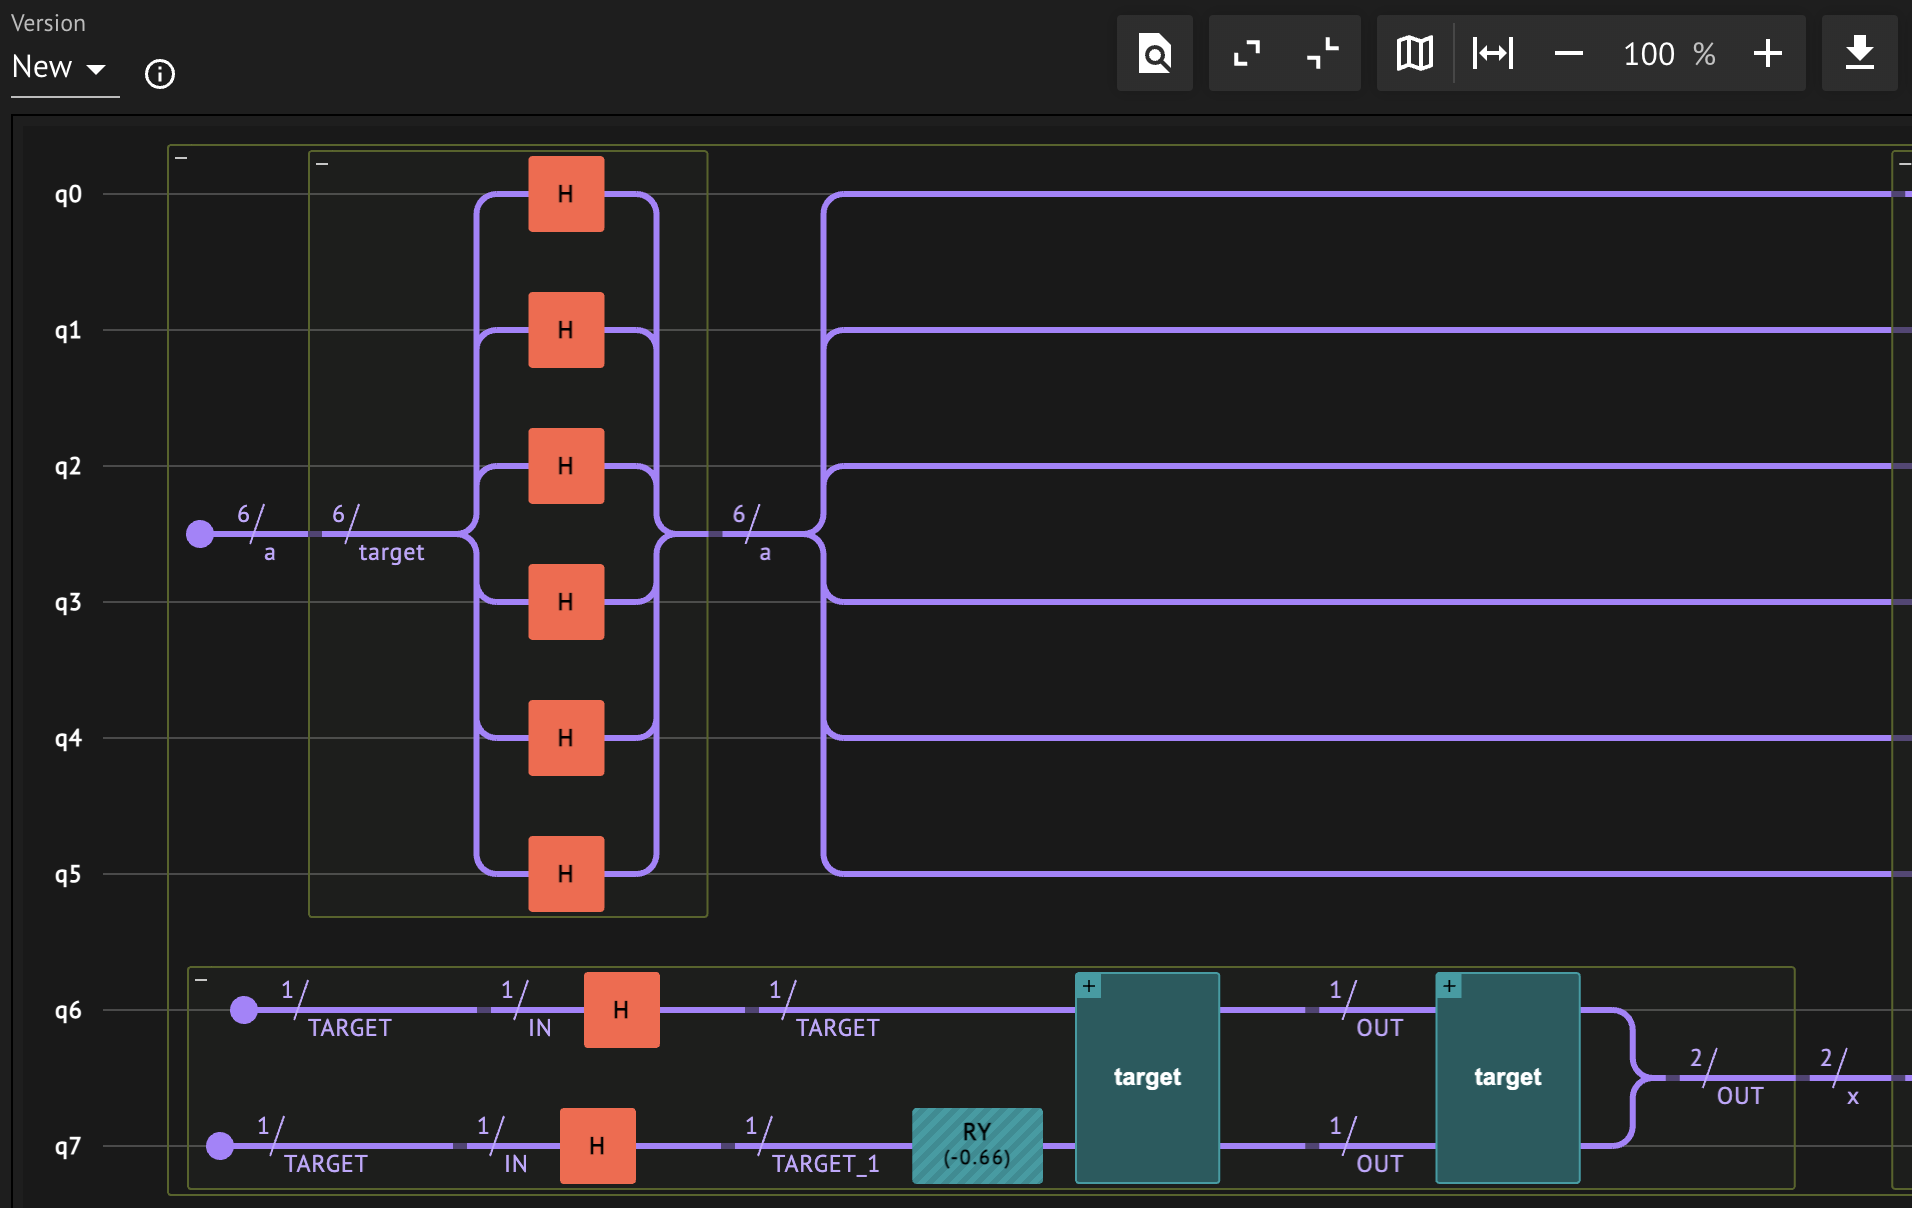 Version
New
100 %
q0
H
q1
H
q2
H
6 6 6
a target a
q3
H
q4
H
q5
H
1 1 1 + 1 +
q6
H
TARGET IN TARGET OUT
target target
2 2
OUT x
1 1 1 1
q7
H
RY
(-0.66)
TARGET IN TARGET_1 OUT